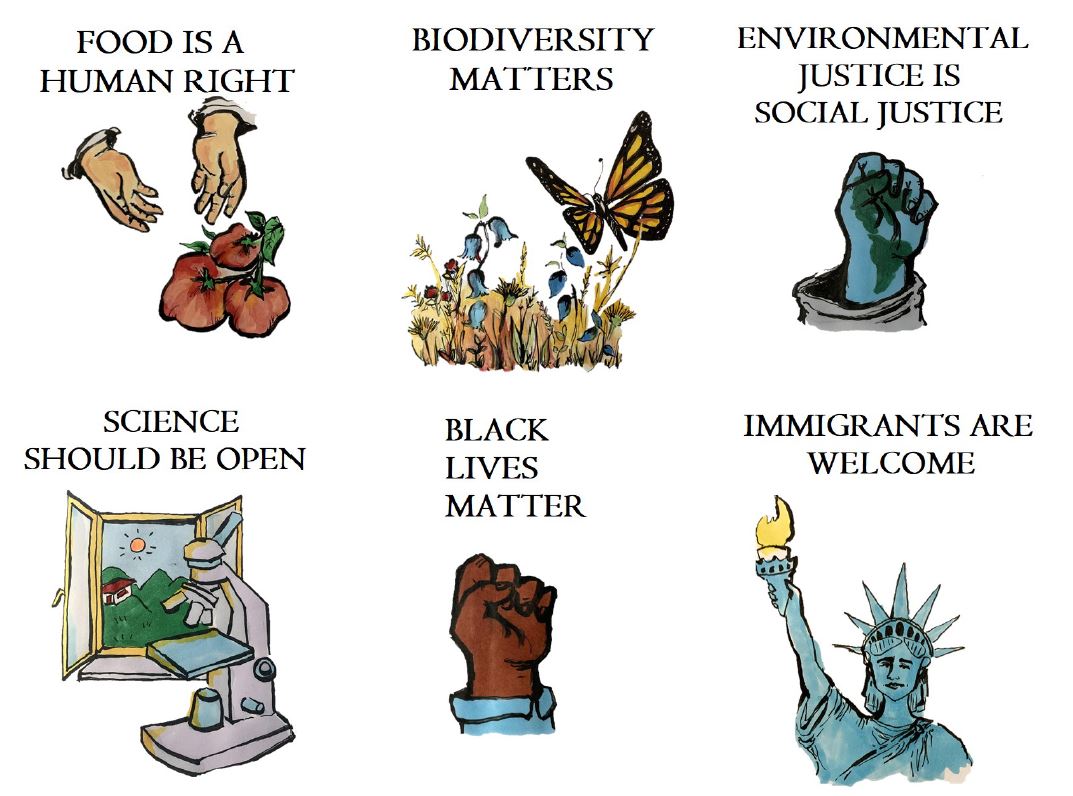 FOOD IS A
HUMAN RIGHT
BIODIVERSITY
MATTERS
ENVIRONMENTAL
JUSTICE IS
SOCIAL JUSTICE
SCIENCE
SHOULD BE OPEN
BLACK
LIVES
MATTER
IMMIGRANTS ARE
WELCOME